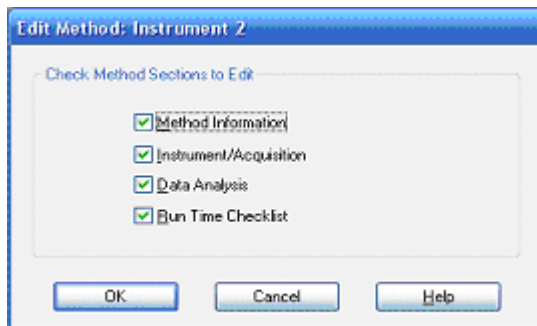 Edit Method: Instrument 2
Check Method Sections to Edit
Method Information
Instrument/Acquisition
Data Analysis
Run Time Checklist
OK Cancel Help